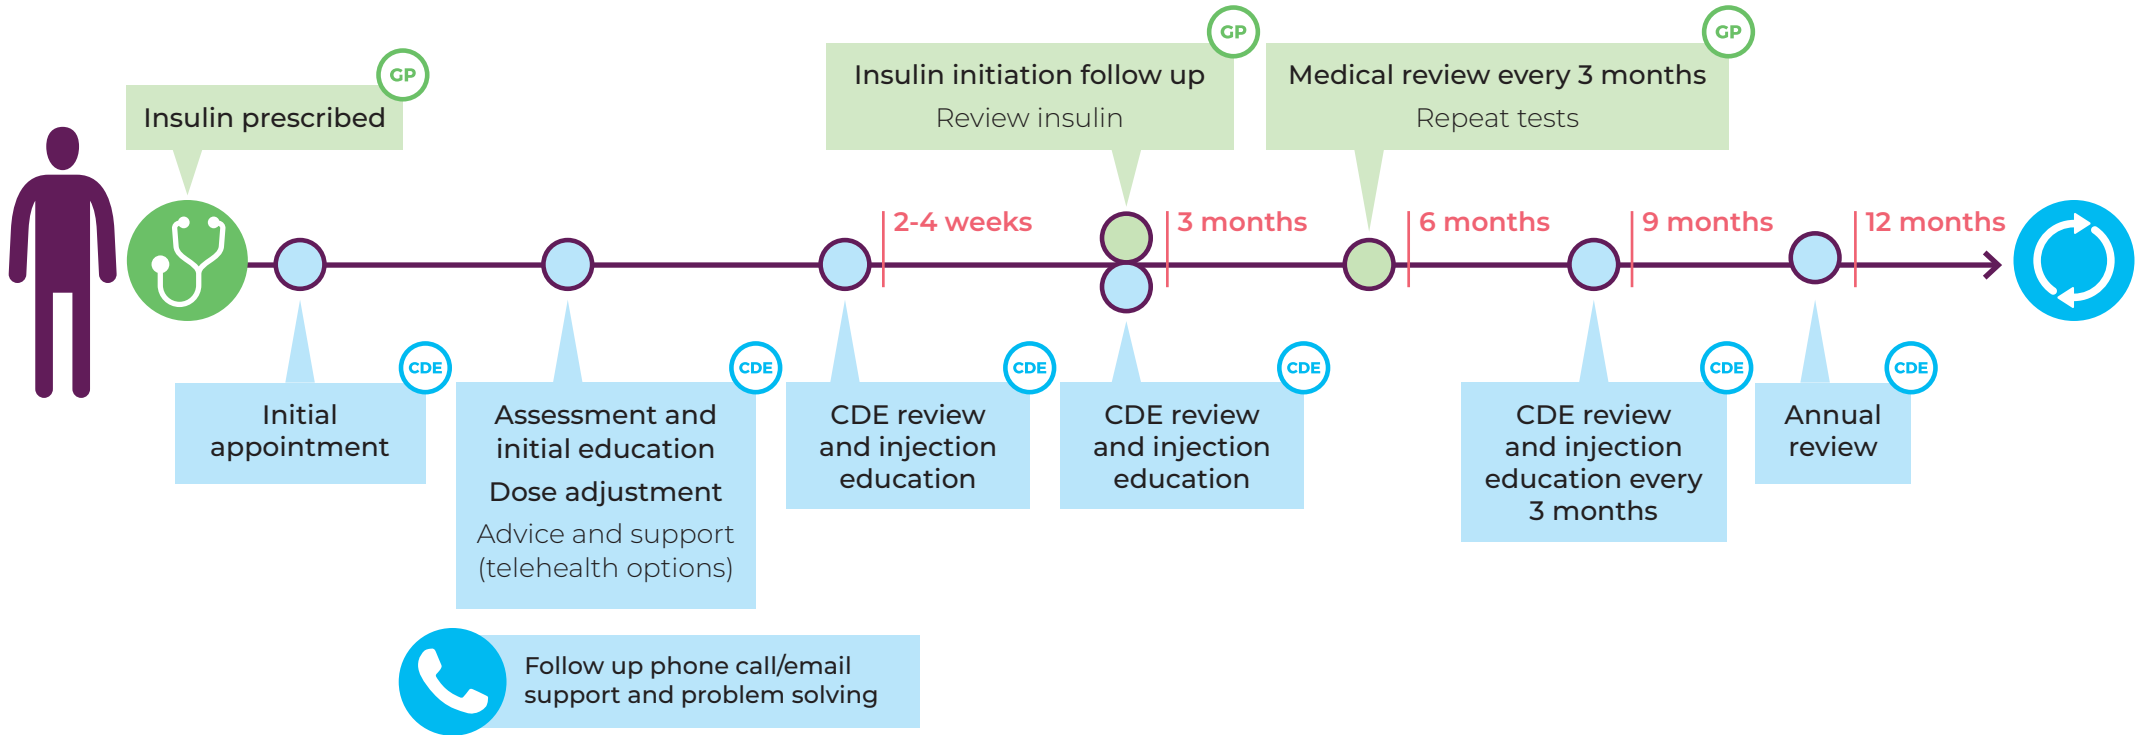 GP
Insulin prescribed
GP
Insulin initiation follow up
Review insulin
GP
Medical review every 3 months
Repeat tests
2-4 weeks
3 months
6 months
9 months
12 months
CDE
Initial
appointment
CDE
Assessment and
initial education
Dose adjustment
Advice and support
(telehealth options)
CDE
CDE review
and injection
education
CDE
CDE review
and injection
education
CDE
CDE review
and injection
education every
3 months
CDE
Annual
review
Follow up phone call/email
support and problem solving